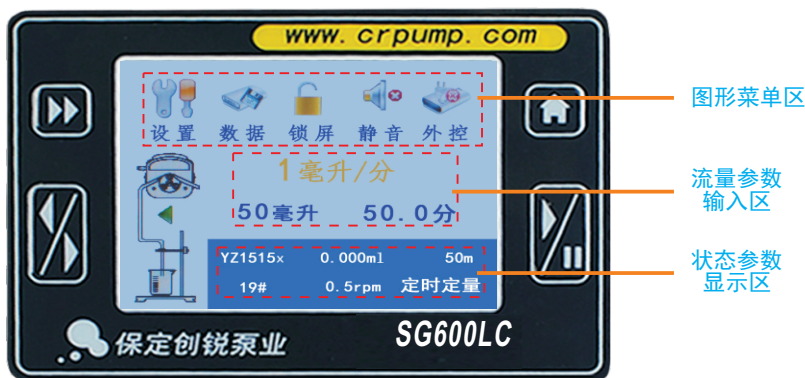 www. crpump. com
设置 数据 锁屏 静音 外控
图形菜单区
1毫升/分
50毫升 50.0分
流量参数
输入区
YZ1515x 0.000ml 50m
19# 0.5rpm 定时定量
状态参数
显示区
保定创锐泵业 SG600LC